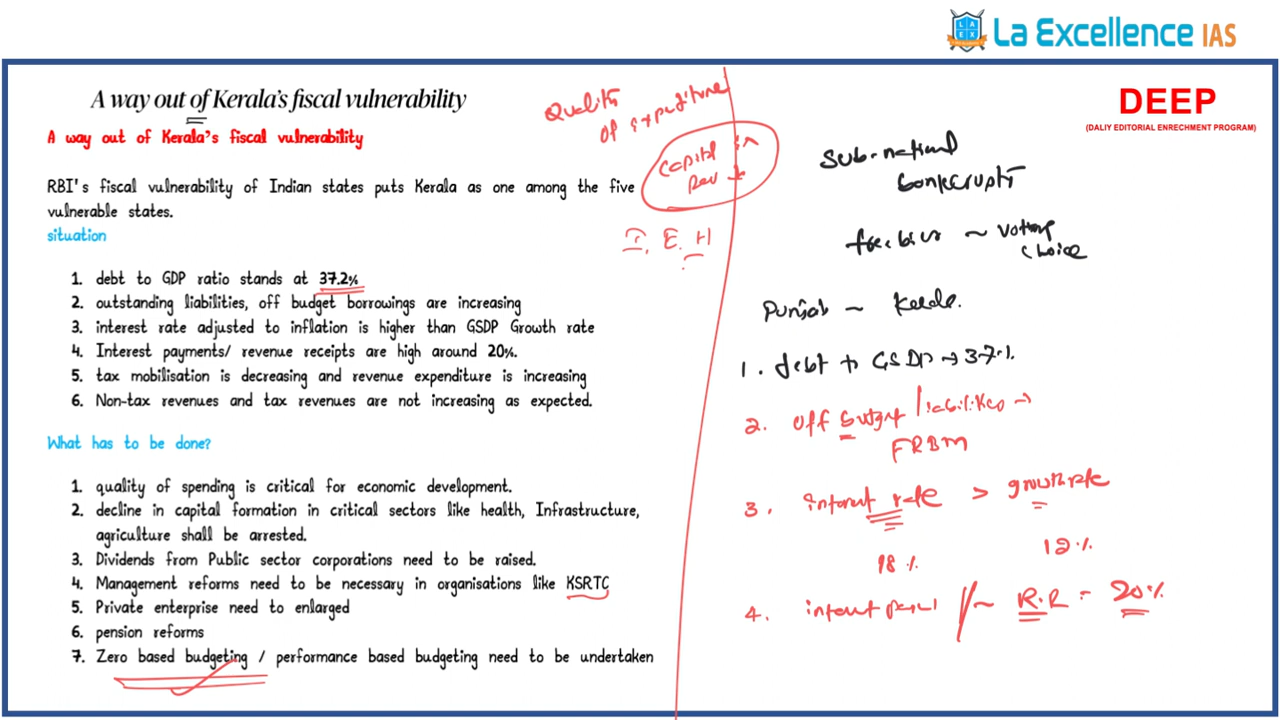 La Excellence IAS
A way out of Kerala's fiscal vulnerability
DEEP
(DALIY EDITORIAL ENRECHMENT PROGRAM)
A way out of Kerala's fiscal vulnerability
RBI's fiscal vulnerability of Indian states puts Kerala as one among the five
vulnerable states.
situation
1. debt to GDP ratio stands at 37.2%
2. outstanding liabilities, off budget borrowings are increasing
3. interest rate adjusted to inflation is higher than GSDP Growth rate
4. Interest payments/ revenue receipts are high around 20%.
5. tax mobilisation is decreasing and revenue expenditure is increasing
6. Non-tax revenues and tax revenues are not increasing as expected.
What has to be done?
1. quality of spending is critical for economic development.
2. decline in capital formation in critical sectors like health, Infrastructure,
agriculture shall be arrested.
3. Dividends from Public sector corporations need to be raised.
4. Management reforms need to be necessary in organisations like KSRTC
5. Private enterprise need to enlarged
6. pension reforms
7. Zero based budgeting / performance based budgeting need to be undertaken
Quality
of expenditure
Capital
Rev
I, E, H
Sub-national
bankruptcy
freebies ~ voting
choice
Punjab ~ Kerala.
1. debt to GSDP → 37.1.
2. off budget liabilities →
FRBM
3. interest rate > growth rate
18 % 12 %
4. interest / ~ R.R = 20%